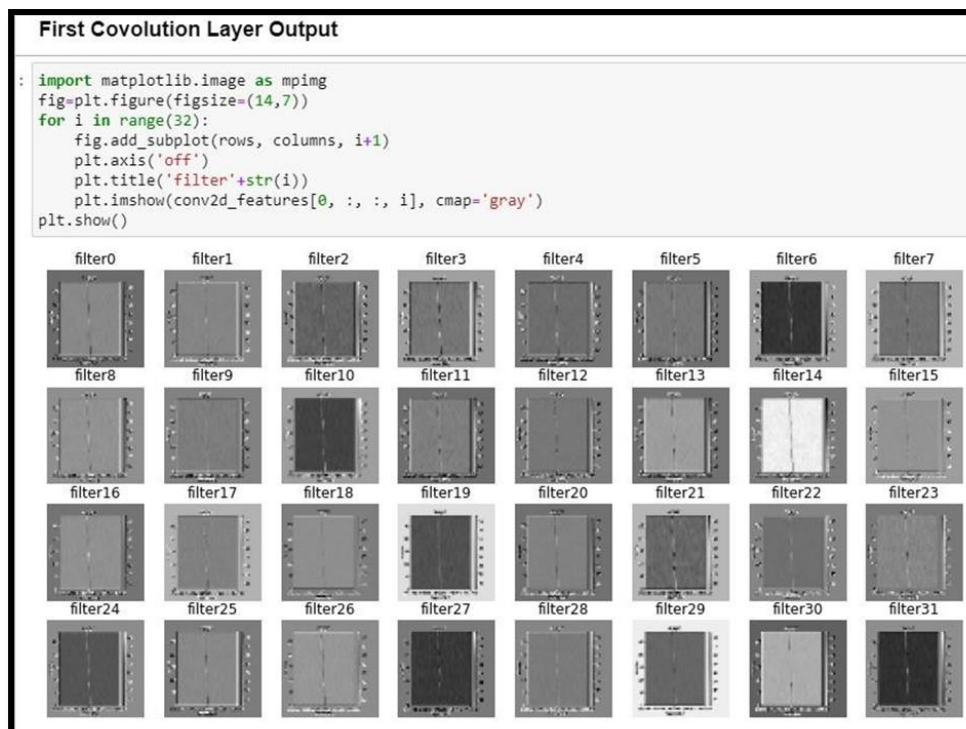 First Covolution Layer Output
: import matplotlib.image as mpimg
fig=plt.figure(figsize=(14,7))
for i in range(32):
    fig.add_subplot(rows, columns, i+1)
    plt.axis('off')
    plt.title('filter'+str(i))
    plt.imshow(conv2d_features[0, :, :, i], cmap='gray')
plt.show()
filter0 filter1 filter2 filter3 filter4 filter5 filter6 filter7
filter8 filter9 filter10 filter11 filter12 filter13 filter14 filter15
filter16 filter17 filter18 filter19 filter20 filter21 filter22 filter23
filter24 filter25 filter26 filter27 filter28 filter29 filter30 filter31